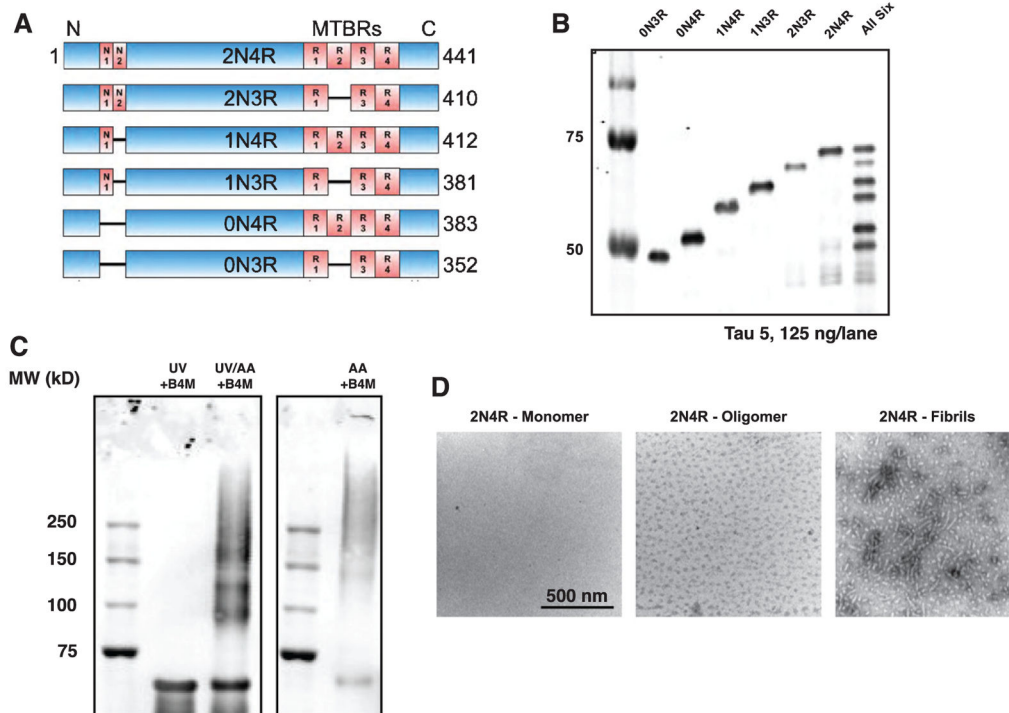 A
N
MTBRs
C
1
N1
N2
2N4R
R1
R2
R3
R4
441
N1
N2
2N3R
R1
R3
R4
410
N1
1N4R
R1
R2
R3
R4
412
N1
1N3R
R1
R3
R4
381
0N4R
R1
R2
R3
R4
383
0N3R
R1
R3
R4
352
B
0N3R
0N4R
1N4R
1N3R
2N3R
2N4R
All Six
75
50
Tau 5, 125 ng/lane
C
MW (kD)
UV
+B4M
UV/AA
+B4M
AA
+B4M
250
150
100
75
D
2N4R - Monomer
2N4R - Oligomer
2N4R - Fibrils
500 nm